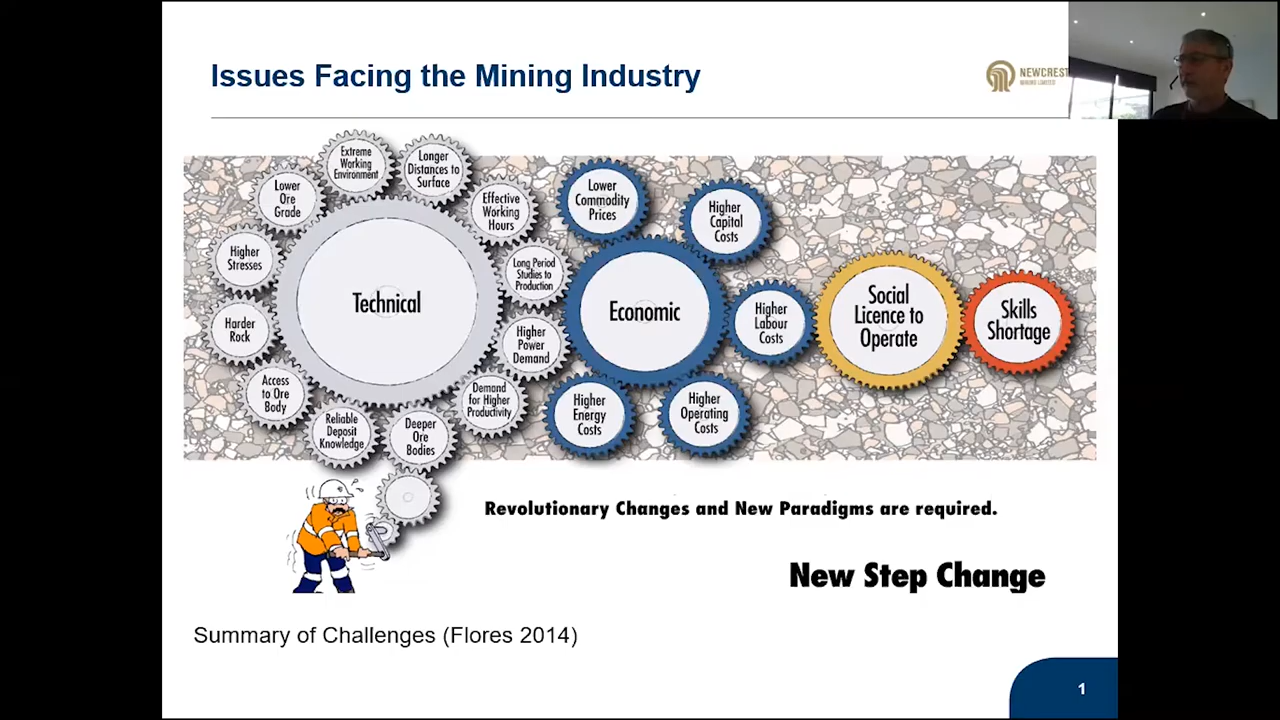 Issues Facing the Mining Industry
NEWCREST
MINING LIMITED
Extreme
Working
Environment
Longer
Distances to
Surface
Lower
Ore
Grade
Effective
Working
Hours
Higher
Stresses
Long Period
Studies to
Production
Harder
Rock
Higher
Power
Demand
Access
to Ore
Body
Demand
for Higher
Productivity
Reliable
Deposit
Knowledge
Deeper
Ore
Bodies
Technical
Lower
Commodity
Prices
Higher
Capital
Costs
Economic
Higher
Labour
Costs
Higher
Energy
Costs
Higher
Operating
Costs
Social
Licence to
Operate
Skills
Shortage
Revolutionary Changes and New Paradigms are required.
New Step Change
Summary of Challenges (Flores 2014)
1